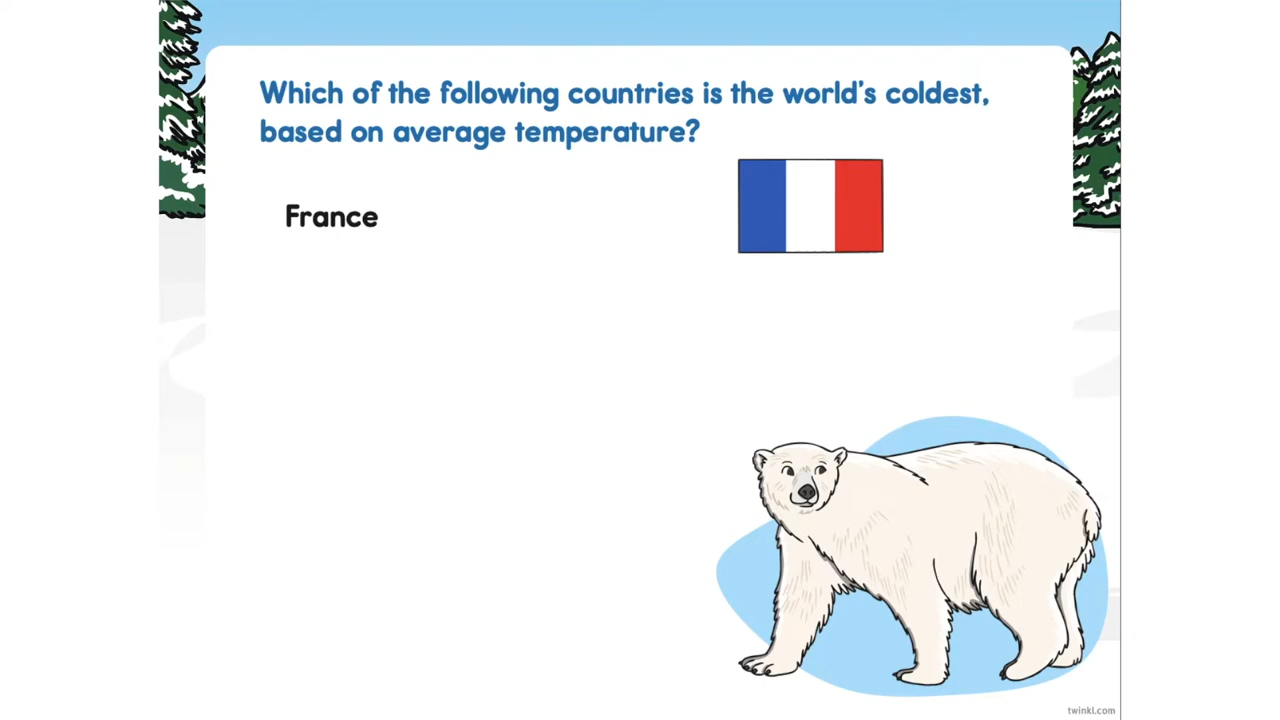 Which of the following countries is the world's coldest,
based on average temperature?
France
twinkl.com